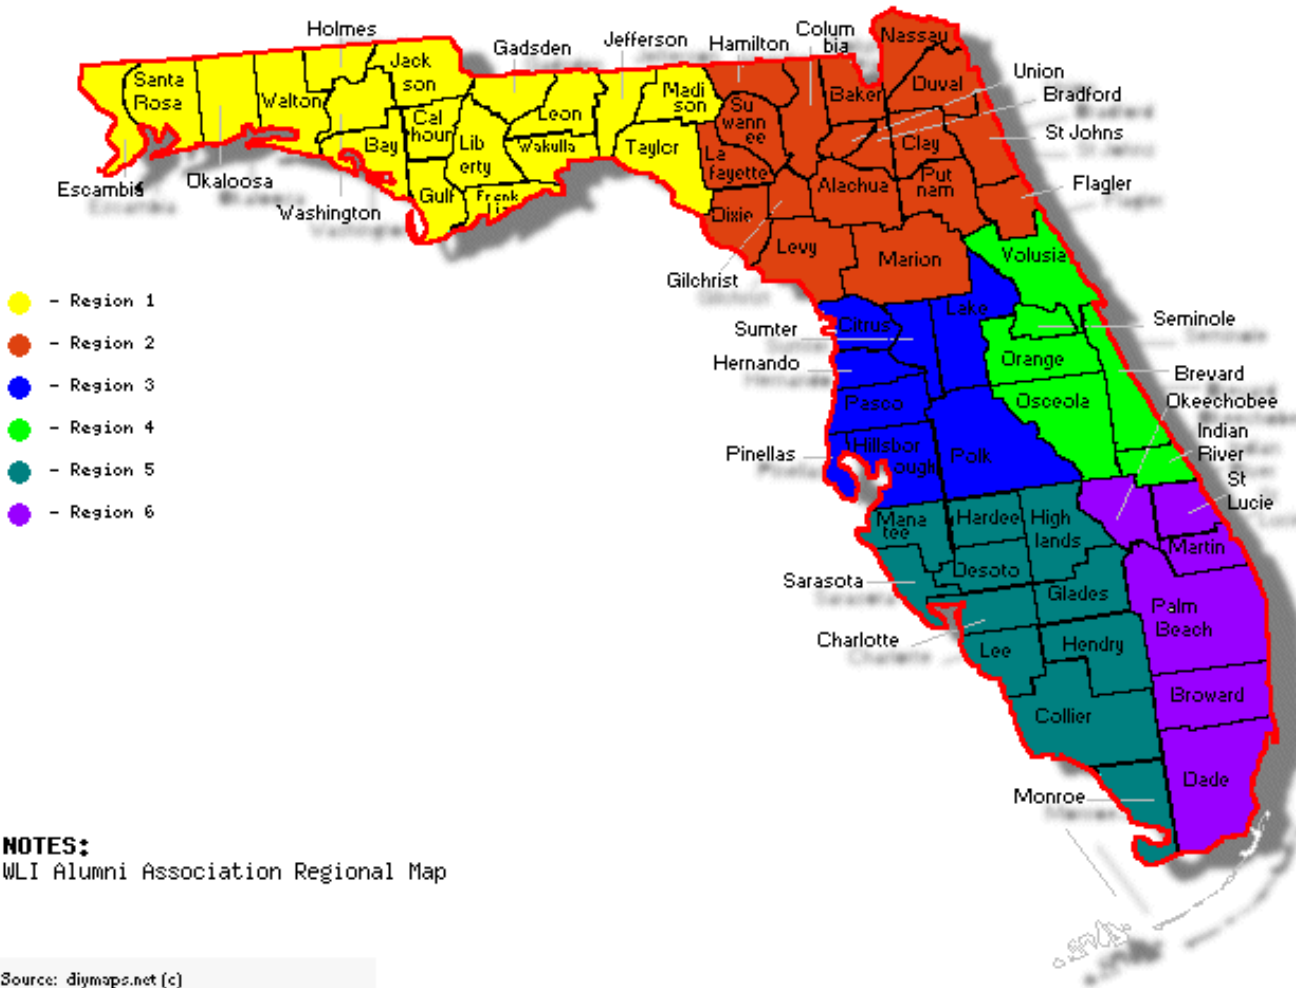 Holmes
Gadsden
Jefferson
Hamilton
Colum
bia
Nassau
Jack
son
Santa
Rosa
Walton
Madi
son
Leon
Baker
Duval
Union
Bradford
St Johns
Flagler
Cal
hour
Bay
Lib
erty
Wakulla
Taylor
Su
wann
ee
La
fayette
Clay
Alachua
Put
nam
Escambia
Okaloosa
Washington
Gulf
Dixie
Levy
Marion
Gilchrist
Volusia
- Region 1
- Region 2
- Region 3
- Region 4
- Region 5
- Region 6
Citrus
Lake
Sumter
Hernando
Pasco
Pinellas
Hillsbor
ough
Polk
Seminole
Orange
Osceola
Brevard
Okeechobee
Indian
River
St
Lucie
Mana
tee
Hardee
High
lands
Martin
Sarasota
Desoto
Glades
Palm
Beach
Charlotte
Lee
Hendry
Broward
Collier
Monroe
Dade
NOTES:
WLI Alumni Association Regional Map
Source: diymaps.net (c)